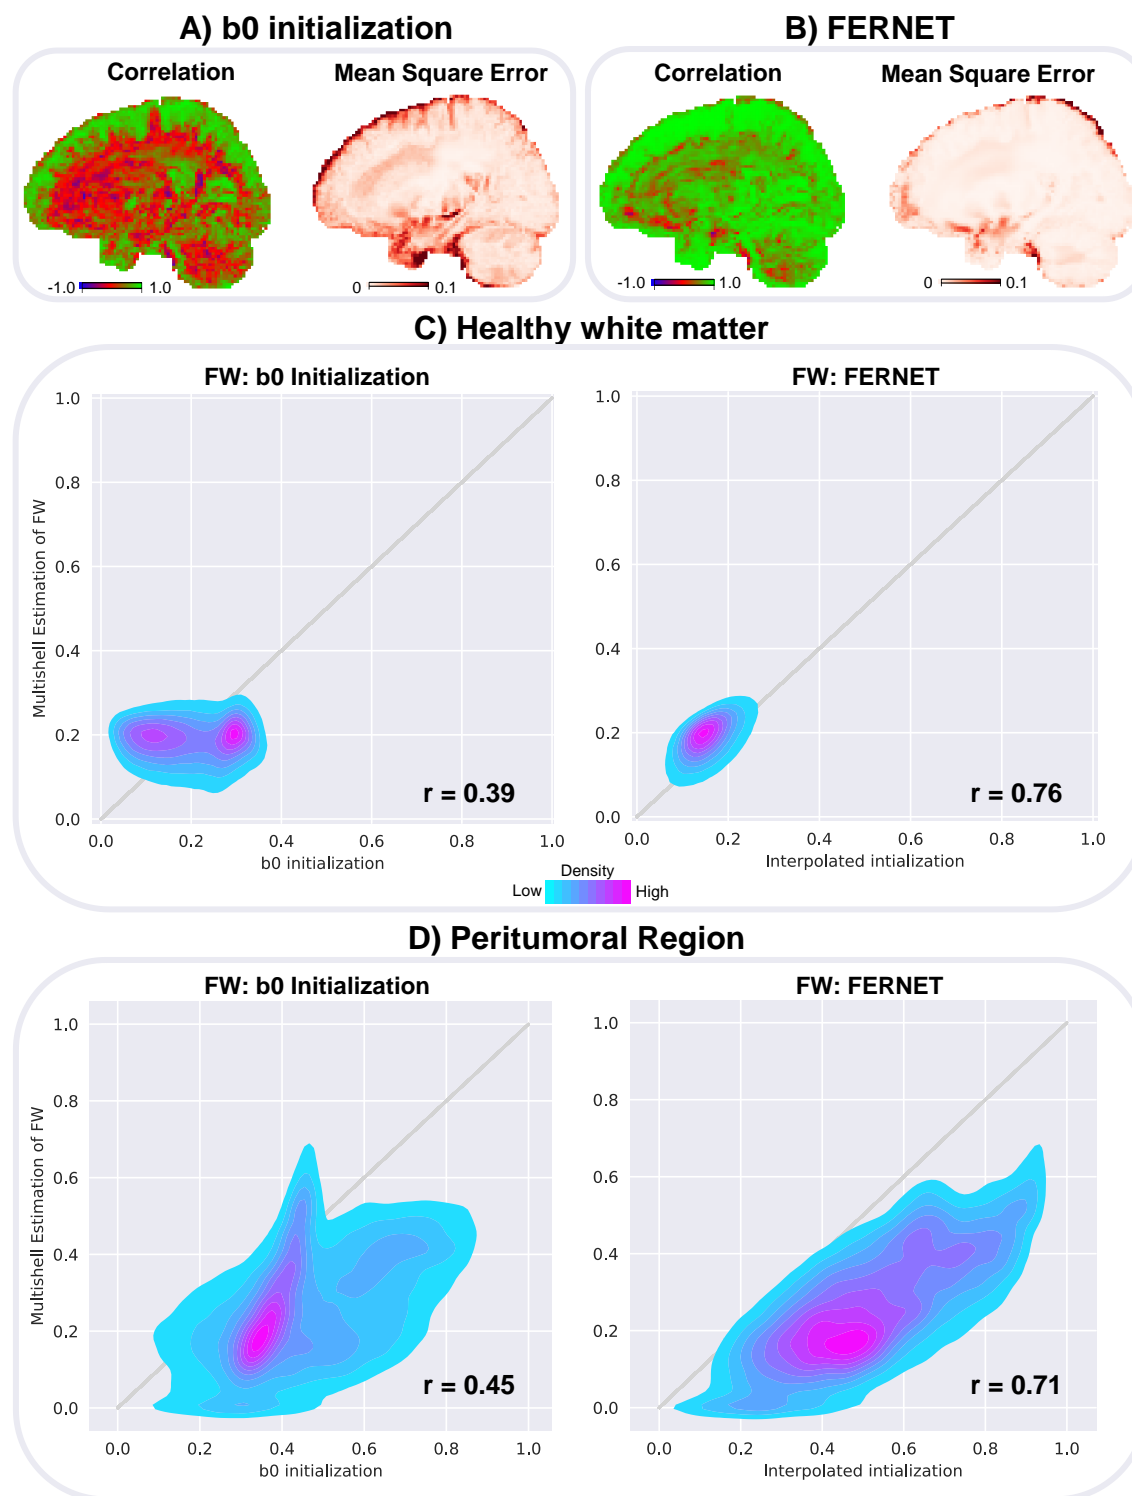 A) b0 initialization
B) FERNET
Correlation
Mean Square Error
Correlation
Mean Square Error
-1.0 1.0
0 0.1
-1.0 1.0
0 0.1
C) Healthy white matter
FW: b0 Initialization
FW: FERNET
Multishell Estimation of FW
1.0
0.8
0.6
0.4
0.2
0.0
r = 0.39
0.0 0.2 0.4 0.6 0.8 1.0
b0 initialization
1.0
0.8
0.6
0.4
0.2
0.0
r = 0.76
0.0 0.2 0.4 0.6 0.8 1.0
Interpolated intialization
Density
Low High
D) Peritumoral Region
FW: b0 Initialization
FW: FERNET
Multishell Estimation of FW
1.0
0.8
0.6
0.4
0.2
0.0
r = 0.45
0.0 0.2 0.4 0.6 0.8 1.0
b0 initialization
1.0
0.8
0.6
0.4
0.2
0.0
r = 0.71
0.0 0.2 0.4 0.6 0.8 1.0
Interpolated intialization